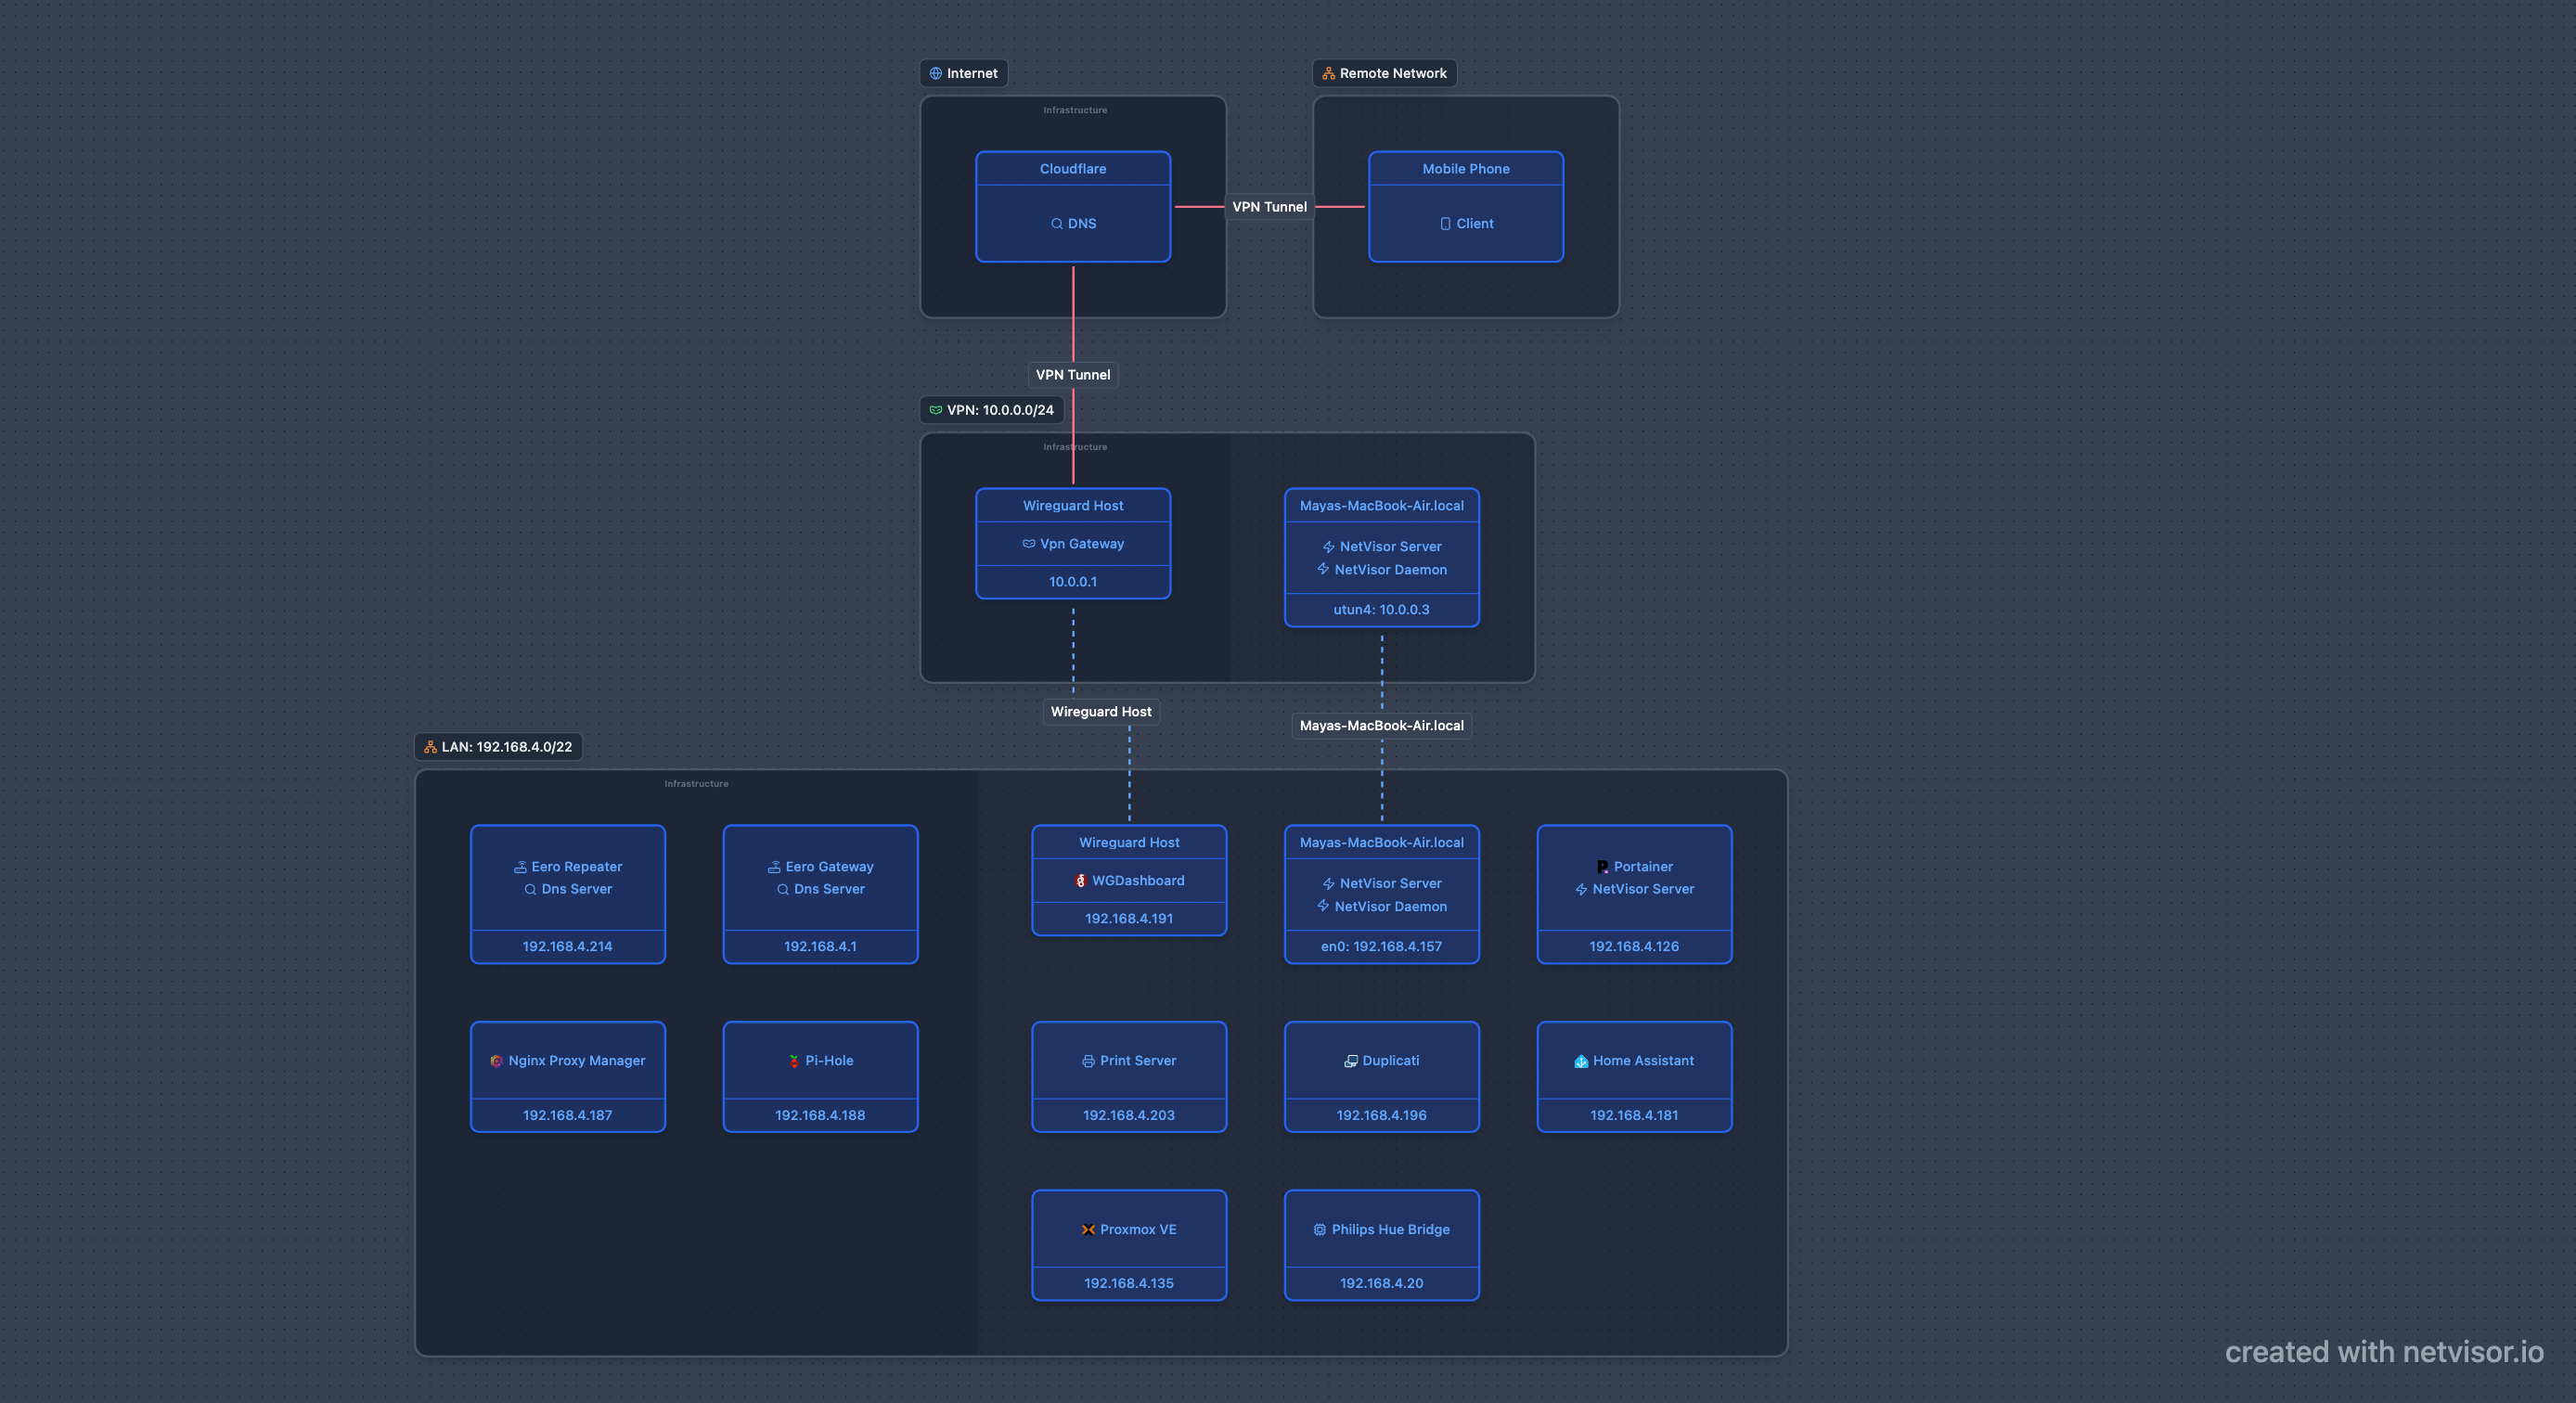 Internet
Remote Network
Infrastructure
Cloudflare
DNS
VPN Tunnel
Mobile Phone
Client
VPN Tunnel
VPN: 10.0.0.0/24
Infrastructure
Wireguard Host
Vpn Gateway
10.0.0.1
Mayas-MacBook-Air.local
NetVisor Server
NetVisor Daemon
utun4: 10.0.0.3
Wireguard Host
Mayas-MacBook-Air.local
LAN: 192.168.4.0/22
Infrastructure
Eero Repeater
Dns Server
192.168.4.214
Eero Gateway
Dns Server
192.168.4.1
Wireguard Host
WGDashboard
192.168.4.191
Mayas-MacBook-Air.local
NetVisor Server
NetVisor Daemon
en0: 192.168.4.157
Portainer
NetVisor Server
192.168.4.126
Nginx Proxy Manager
192.168.4.187
Pi-Hole
192.168.4.188
Print Server
192.168.4.203
Duplicati
192.168.4.196
Home Assistant
192.168.4.181
Proxmox VE
192.168.4.135
Philips Hue Bridge
192.168.4.20
created with netvisor.io